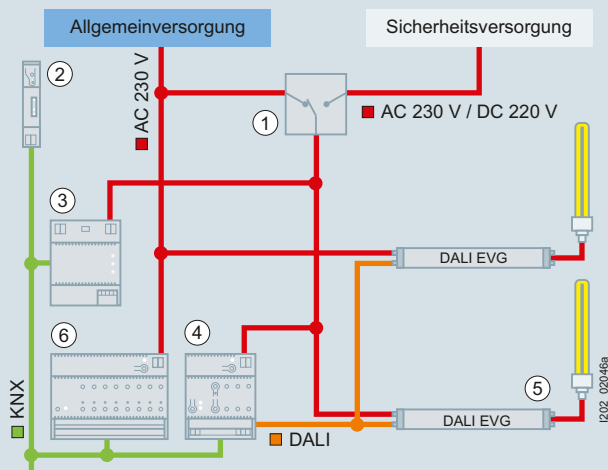 Allgemeinversorgung
Sicherheitsversorgung
2
AC 230 V
1
AC 230 V / DC 220 V
3
DALI EVG
6
4
5
KNX
DALI
DALI EVG
I202_02046a